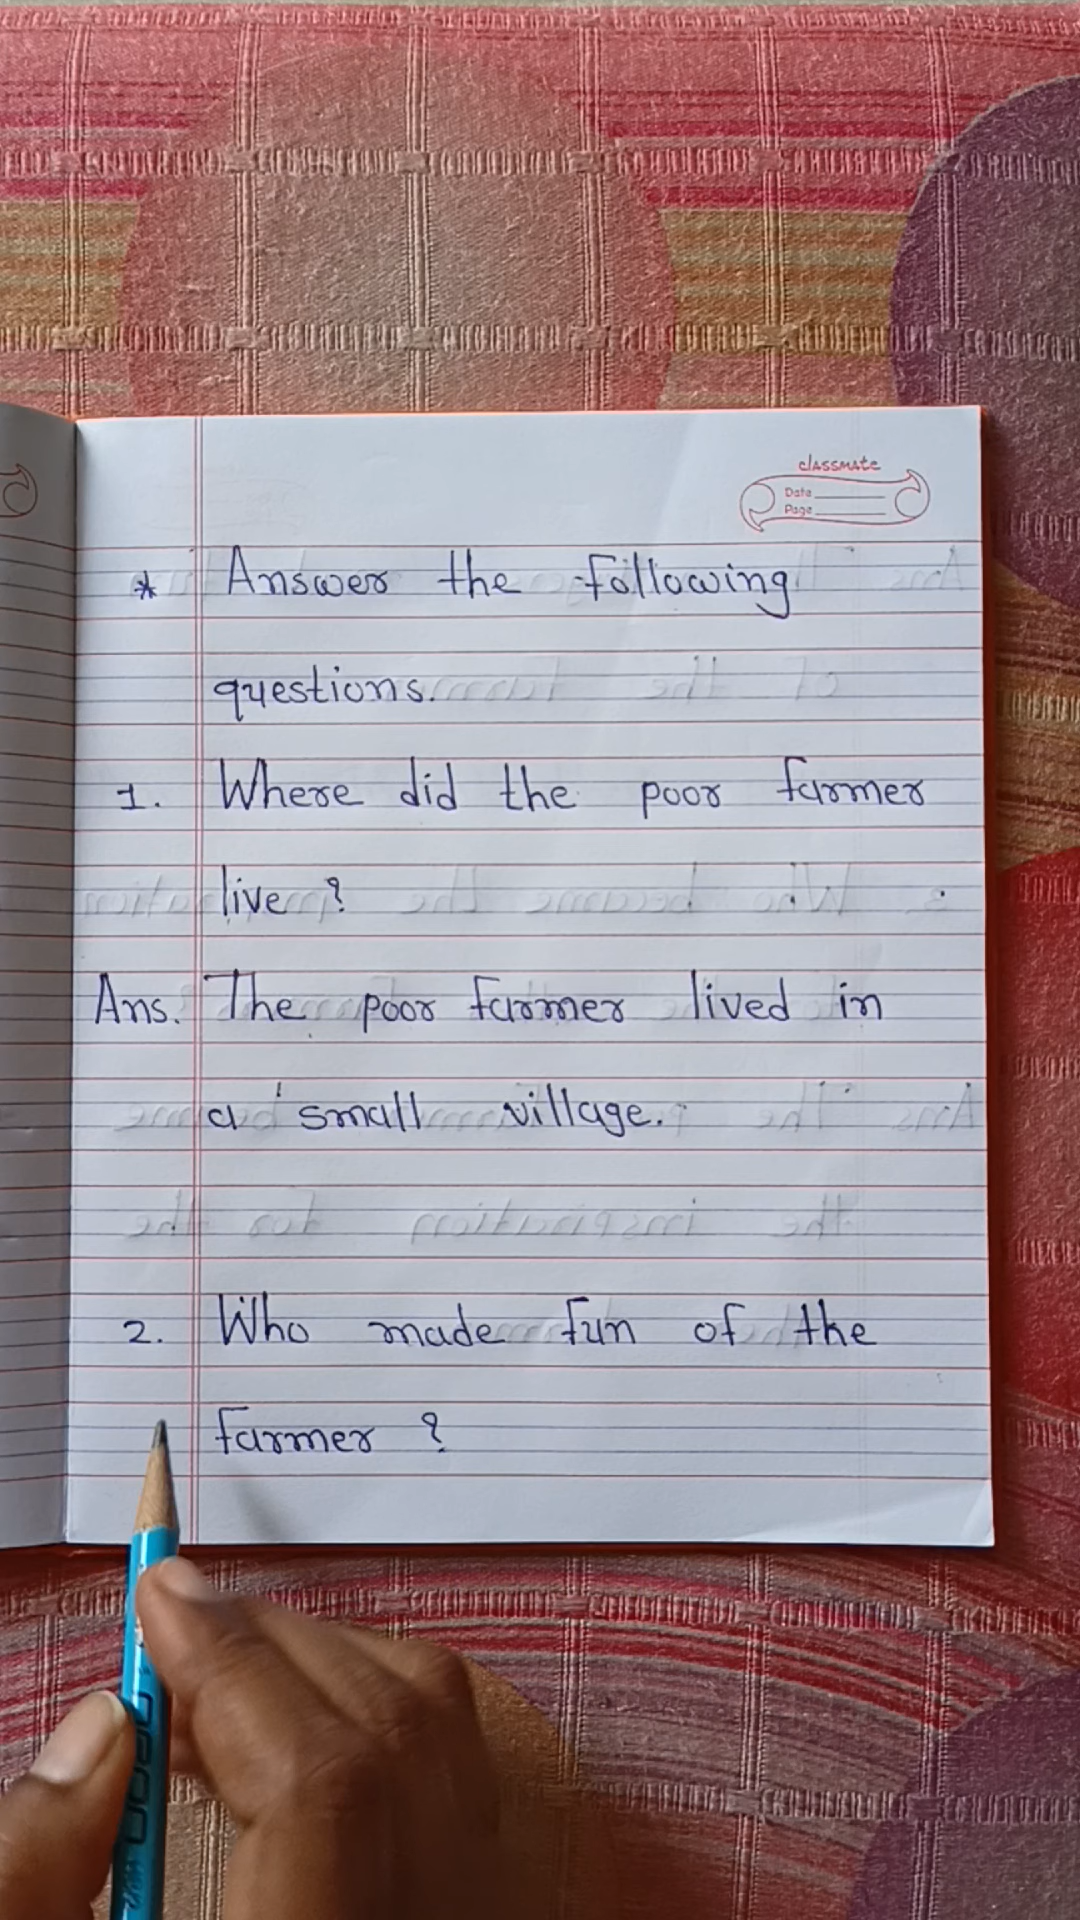 classmate
Date
Page
* Answer the following
questions.
1. Where did the poor farmer
live ?
Ans. The poor farmer lived in
a small village.
2. Who made fun of the
farmer ?